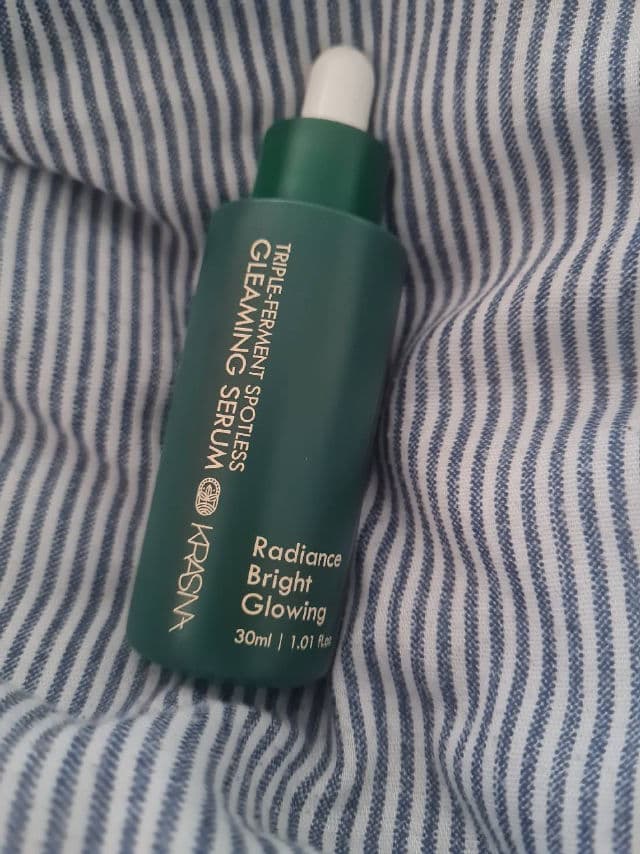 TRIPLE-FERMENT SPOTLESS
GLEAMING SERUM
KRASNA
Radiance
Bright
Glowing
30ml | 1.01 fl.oz